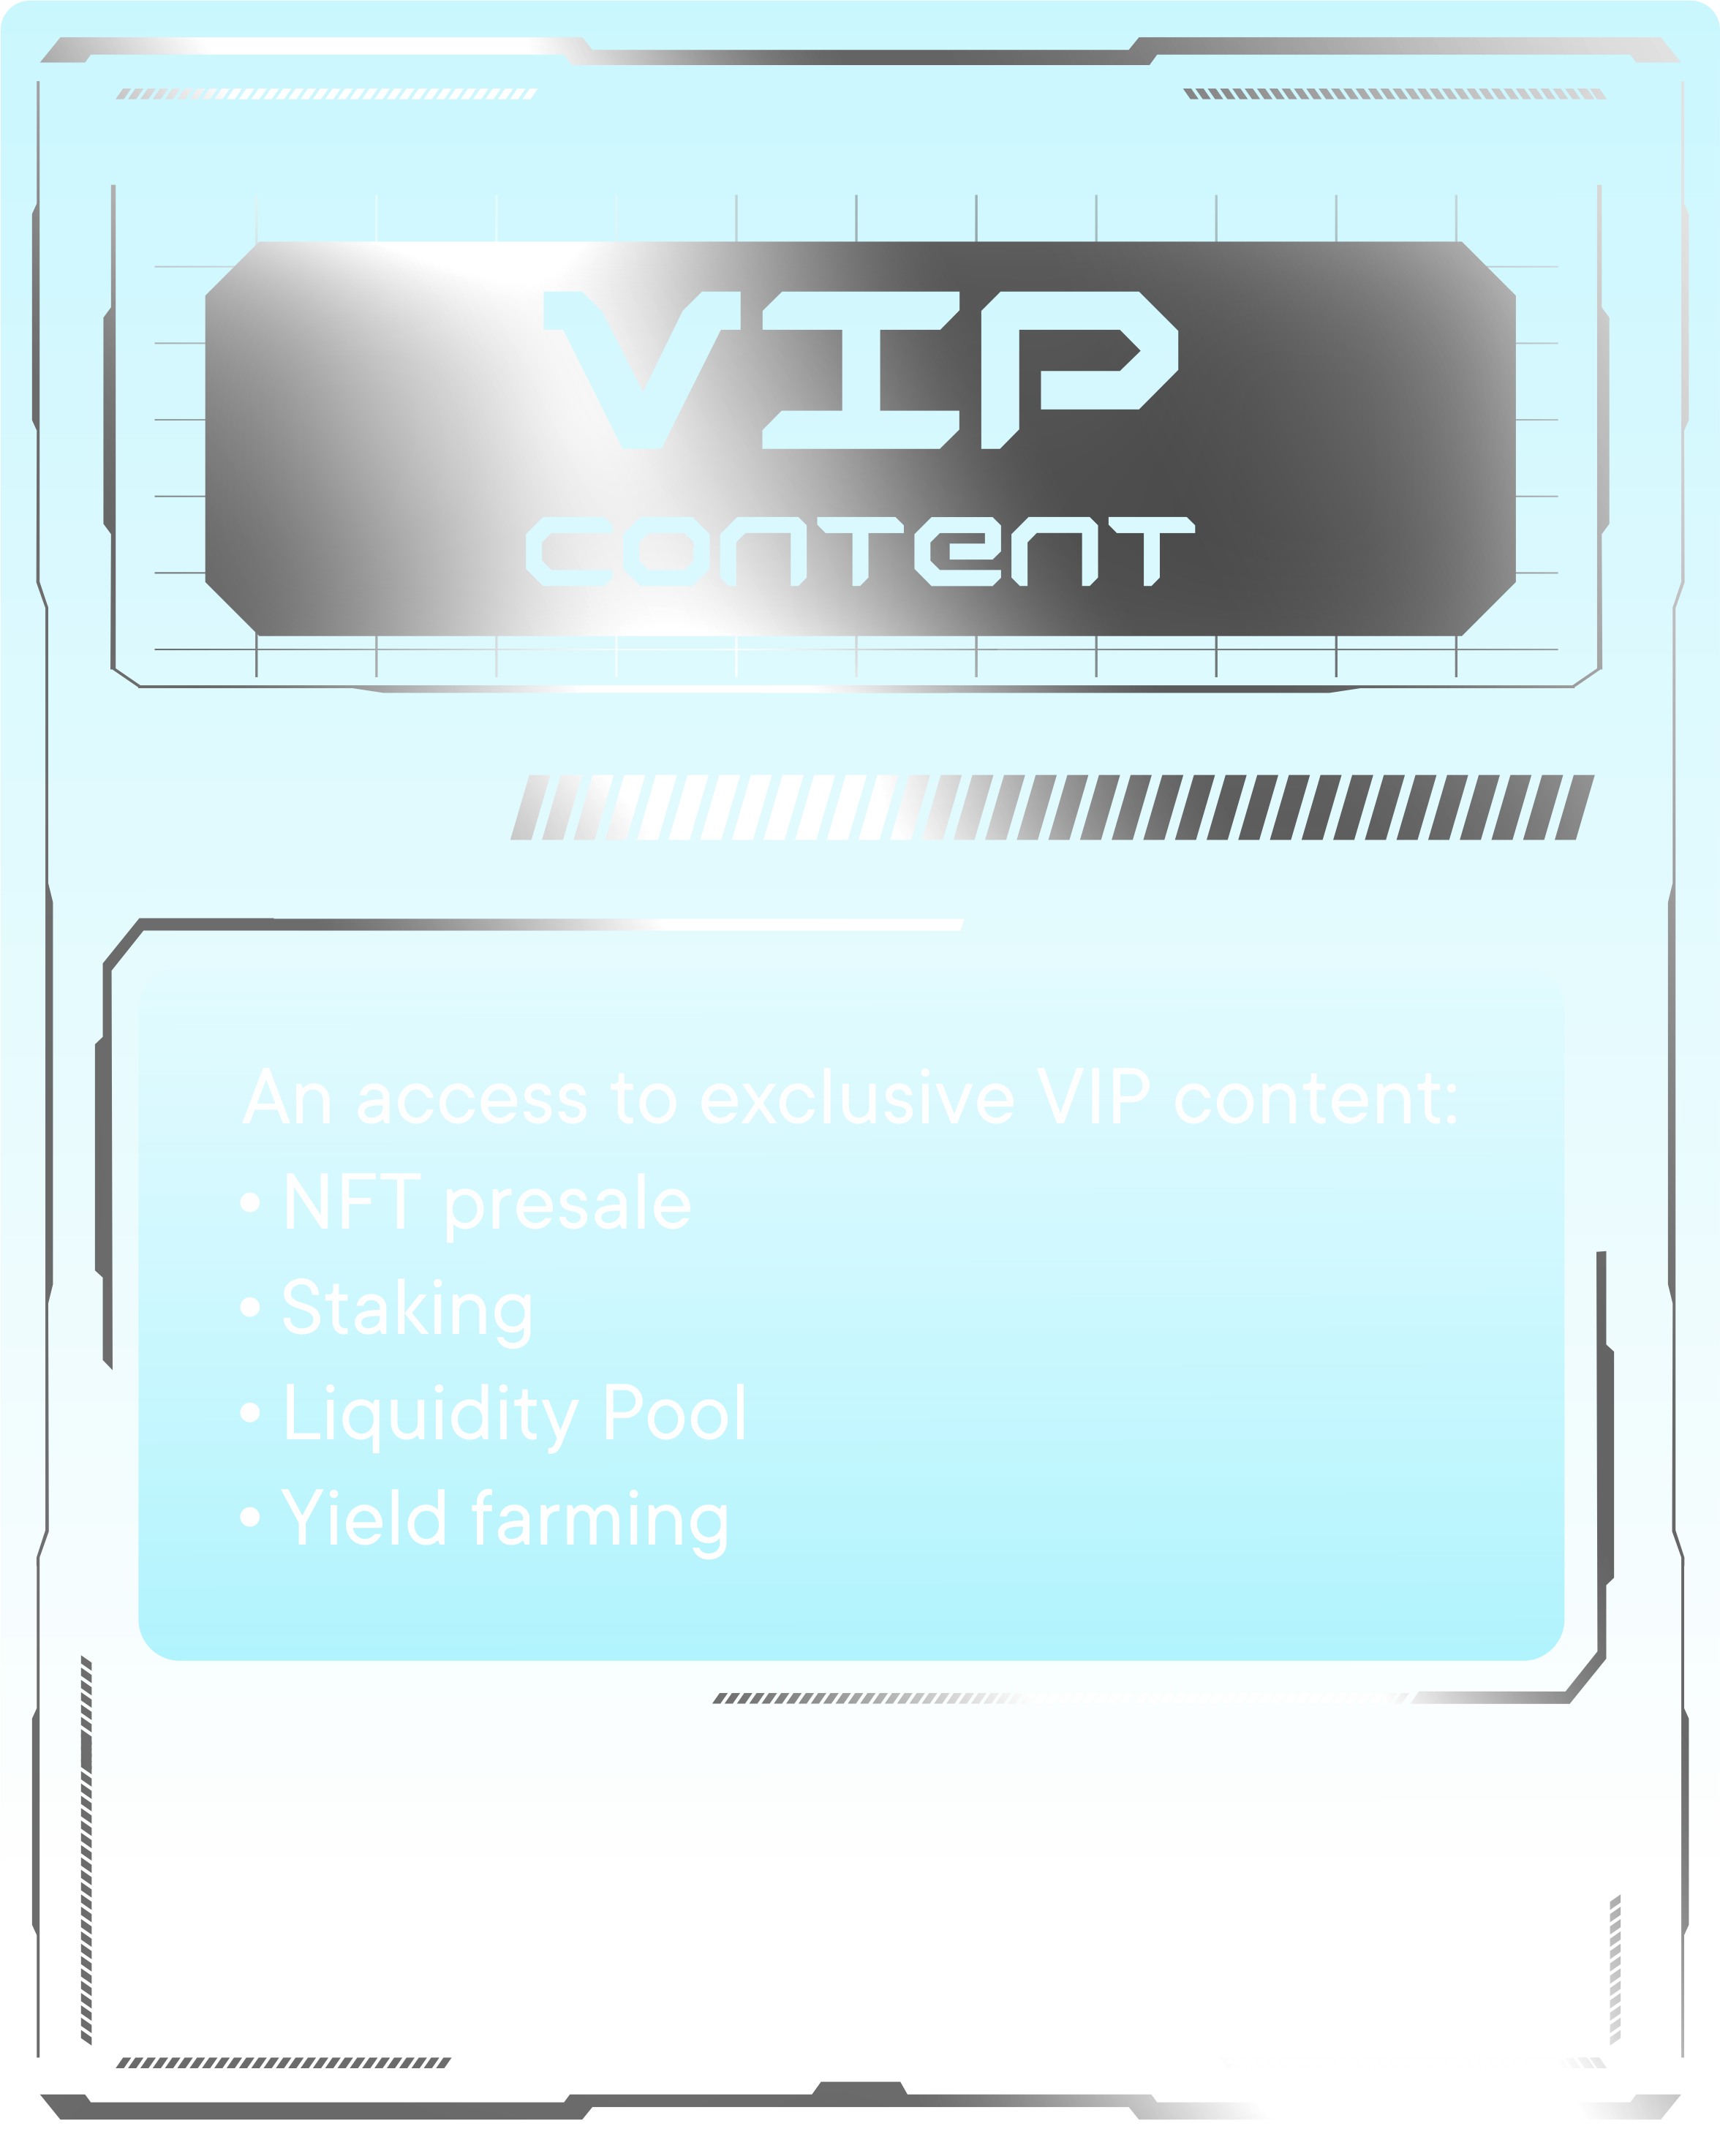 VIP
content
An access to exclusive VIP content:
• NFT presale
• Staking
• Liquidity Pool
• Yield farming